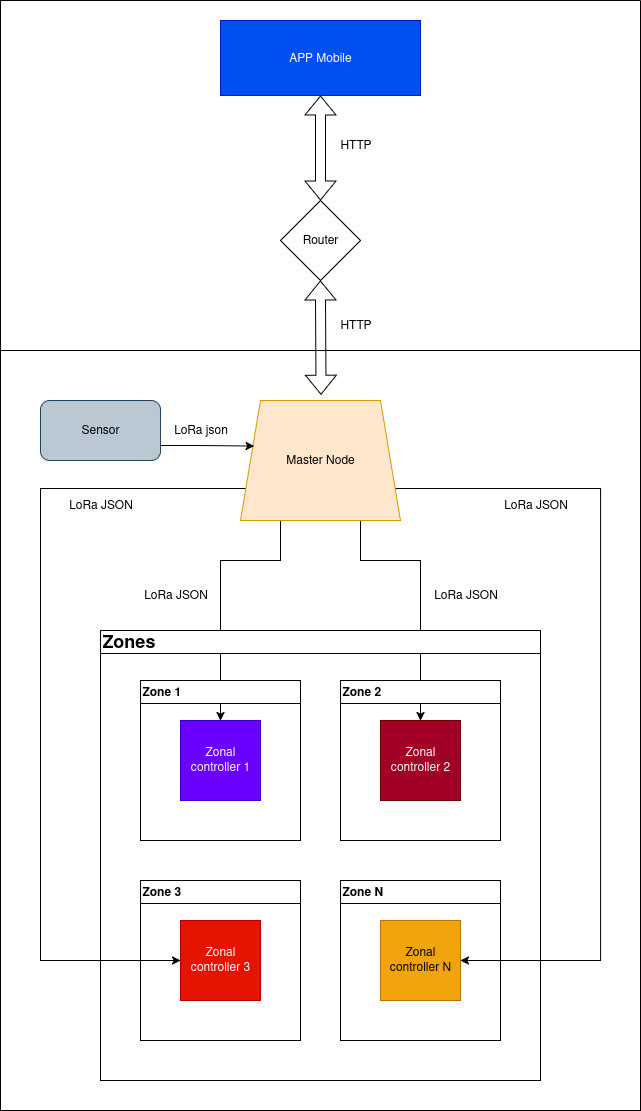 APP Mobile
HTTP
Router
HTTP
Sensor
LoRa json
Master Node
LoRa JSON
LoRa JSON
LoRa JSON
LoRa JSON
Zones
Zone 1
Zone 2
Zonal
controller 1
Zonal
controller 2
Zone 3
Zone N
Zonal
controller 3
Zonal
controller N